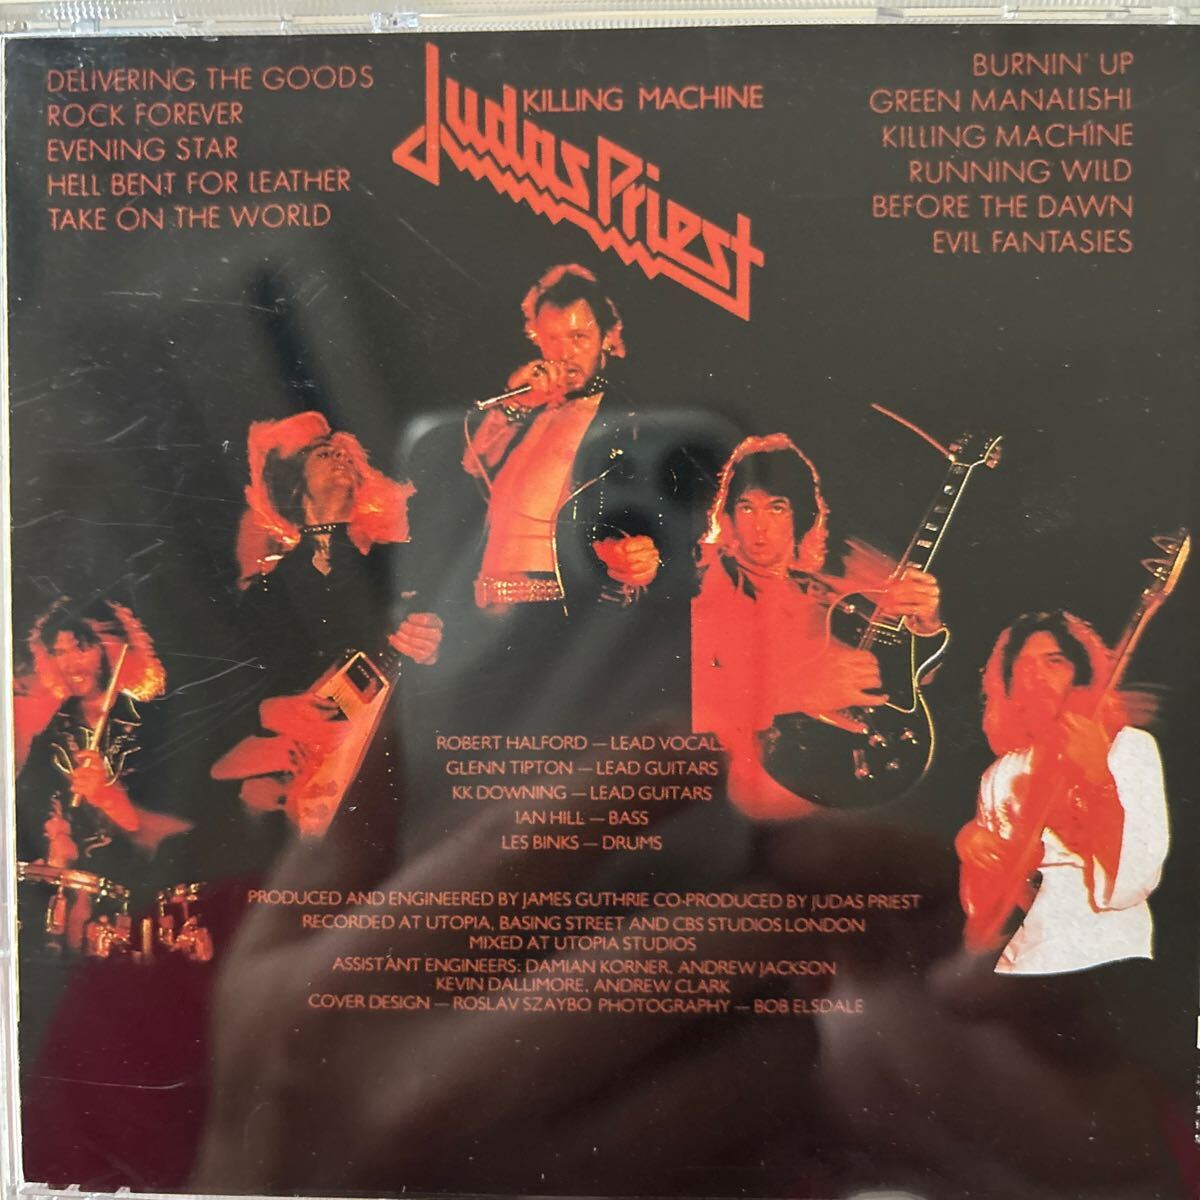 DELIVERING THE GOODS
ROCK FOREVER
EVENING STAR
HELL BENT FOR LEATHER
TAKE ON THE WORLD
KILLING MACHINE
Judas Priest
BURNIN' UP
GREEN MANALISHI
KILLING MACHINE
RUNNING WILD
BEFORE THE DAWN
EVIL FANTASIES
ROBERT HALFORD — LEAD VOCALS
GLENN TIPTON — LEAD GUITARS
KK DOWNING — LEAD GUITARS
IAN HILL — BASS
LES BINKS — DRUMS
PRODUCED AND ENGINEERED BY JAMES GUTHRIE CO-PRODUCED BY JUDAS PRIEST
RECORDED AT UTOPIA, BASING STREET AND CBS STUDIOS LONDON
MIXED AT UTOPIA STUDIOS
ASSISTANT ENGINEERS: DAMIAN KORNER, ANDREW JACKSON
KEVIN DALLIMORE, ANDREW CLARK
COVER DESIGN — ROSLAV SZAYBO PHOTOGRAPHY — BOB ELSDALE